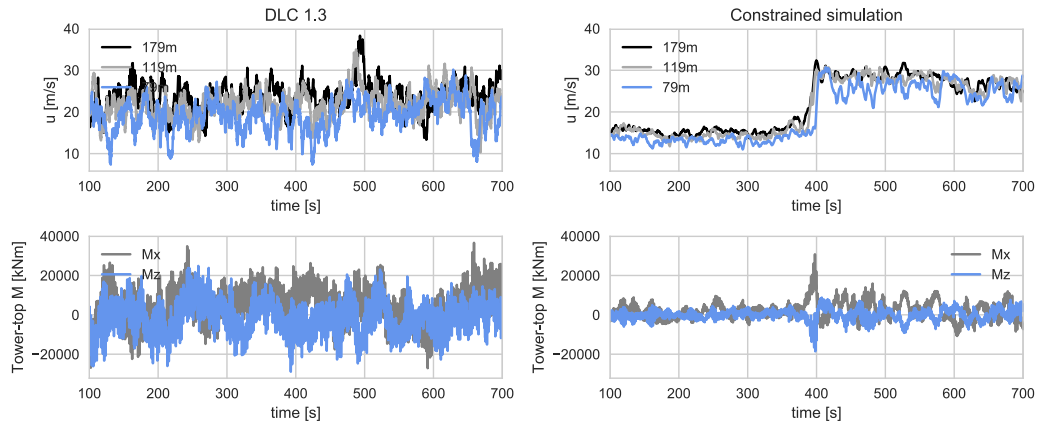 DLC 1.3
Constrained simulation
u [m/s]
40
30
20
10
179m
119m
79m
100 200 300 400 500 600 700
time [s]
u [m/s]
40
30
20
10
179m
119m
79m
100 200 300 400 500 600 700
time [s]
Tower-top M [kNm]
40000
20000
0
−20000
Mx
Mz
100 200 300 400 500 600 700
time [s]
Tower-top M [kNm]
40000
20000
0
−20000
Mx
Mz
100 200 300 400 500 600 700
time [s]